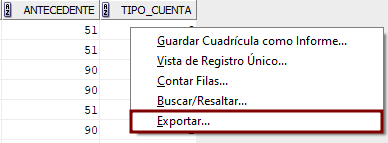 ANTECEDENTE TIPO_CUENTA
51
51
90
90
51
90
Guardar Cuadrícula como Informe...
Vista de Registro Único...
Contar Filas...
Buscar/Resaltar...
Exportar...